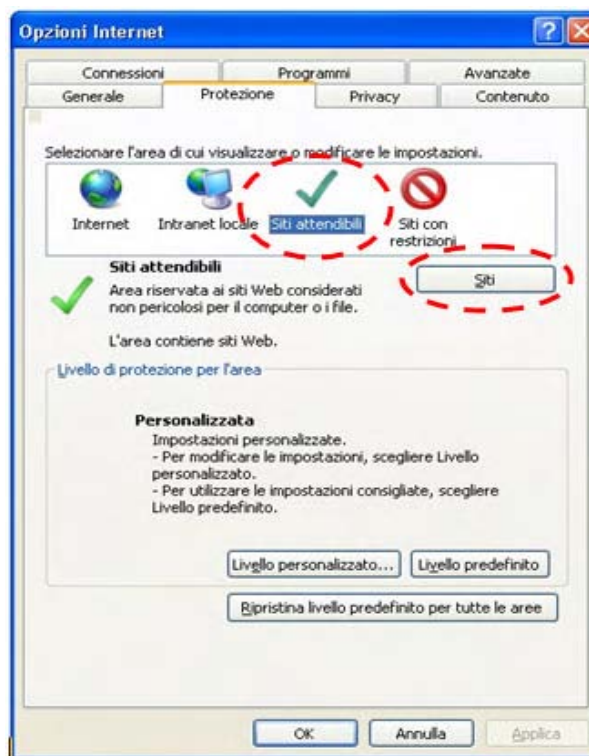 Opzioni Internet
Connessioni Programmi Avanzate
Generale Protezione Privacy Contenuto
Selezionare l'area di cui visualizzare o modificare le impostazioni.
Internet Intranet locale Siti attendibili Siti con
restrizioni
Siti attendibili
Siti
Area riservata ai siti Web considerati
non pericolosi per il computer o i file.
L'area contiene siti Web.
Livello di protezione per l'area
Personalizzata
Impostazioni personalizzate.
- Per modificare le impostazioni, scegliere Livello
personalizzato.
- Per utilizzare le impostazioni consigliate, scegliere
Livello predefinito.
Livello personalizzato... Livello predefinito
Ripristina livello predefinito per tutte le aree
OK Annulla Applica